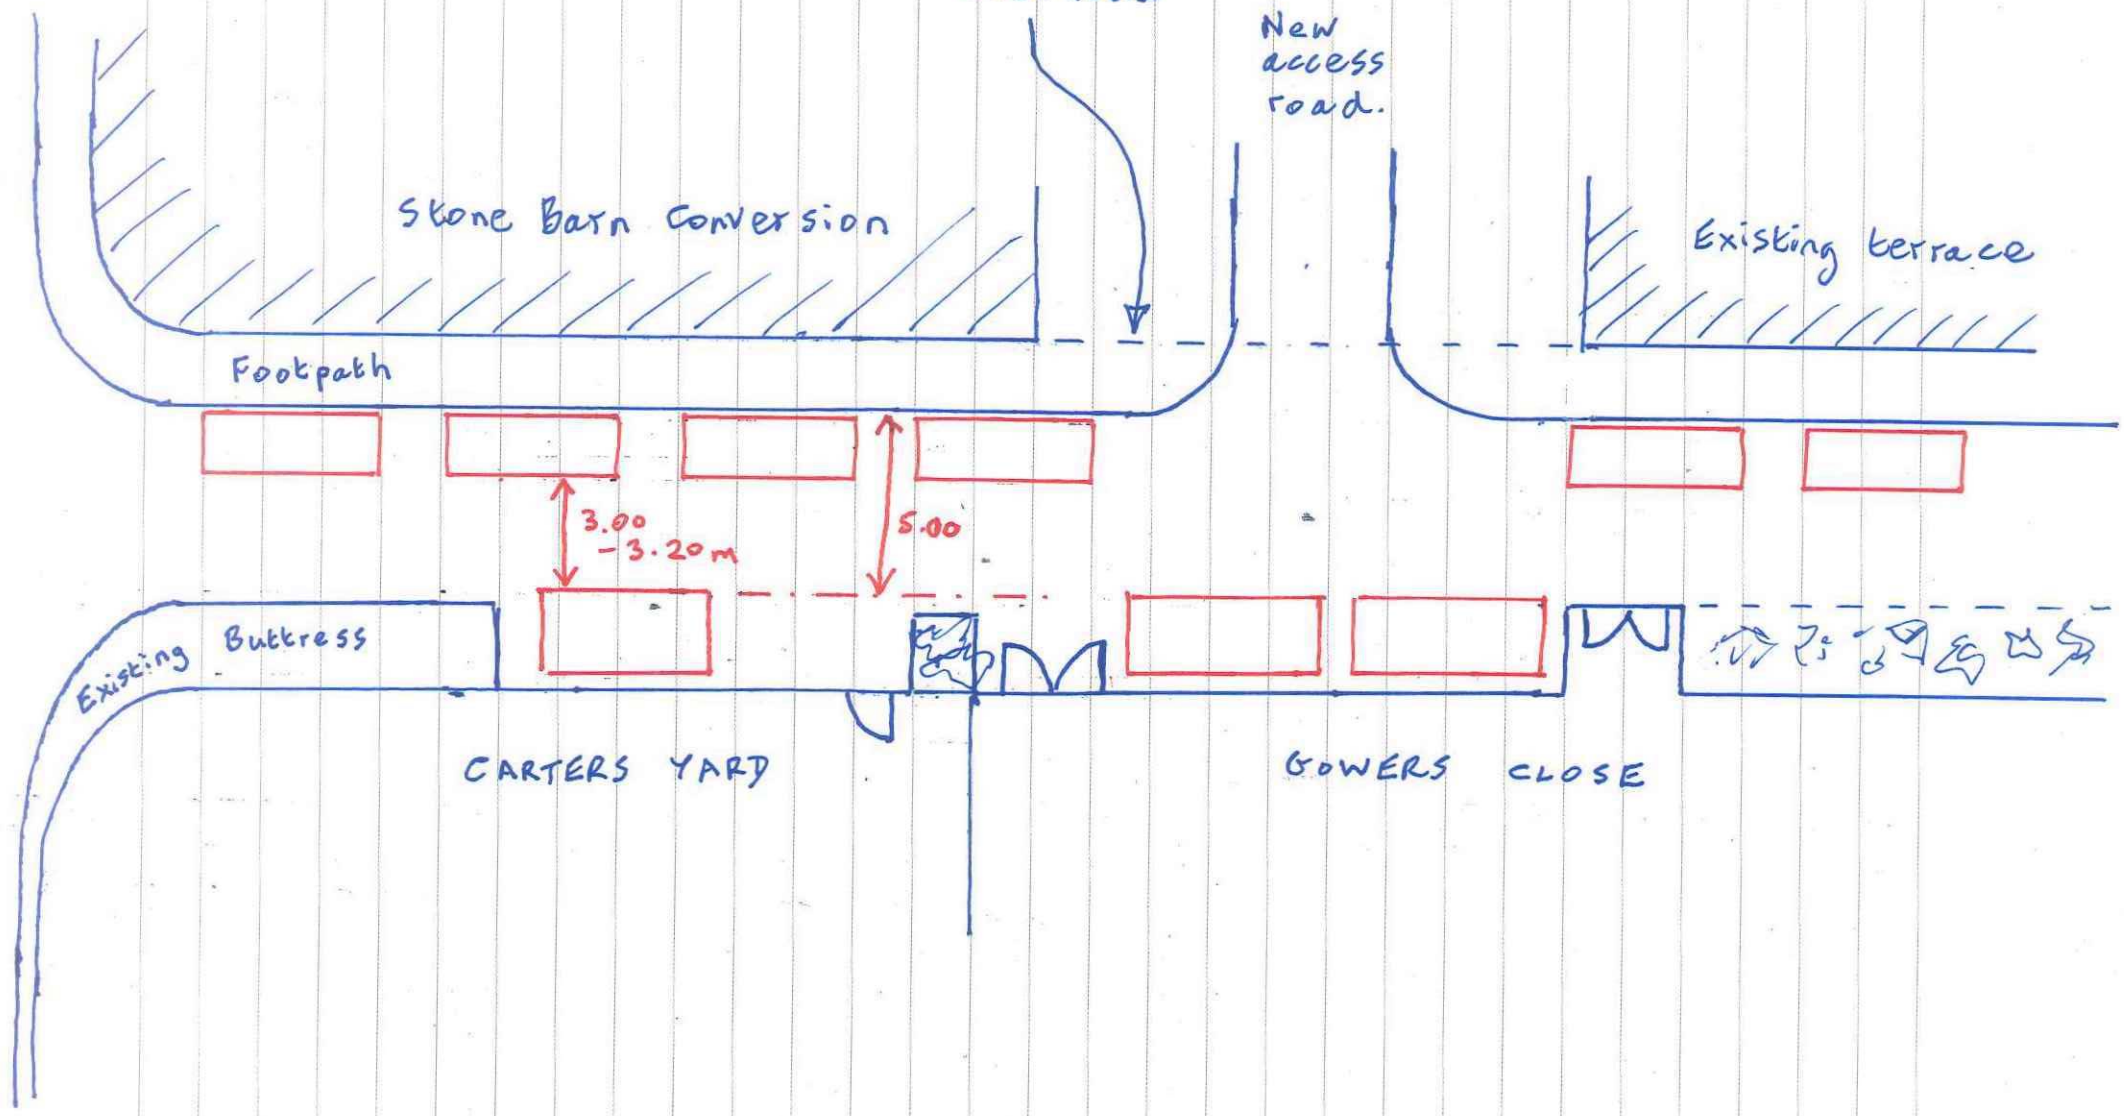 New
access
road.
Stone Barn Conversion
Existing terrace
Footpath
3.00
- 3.20m
5.00
Existing Buttress
CARTERS YARD
GOWERS CLOSE